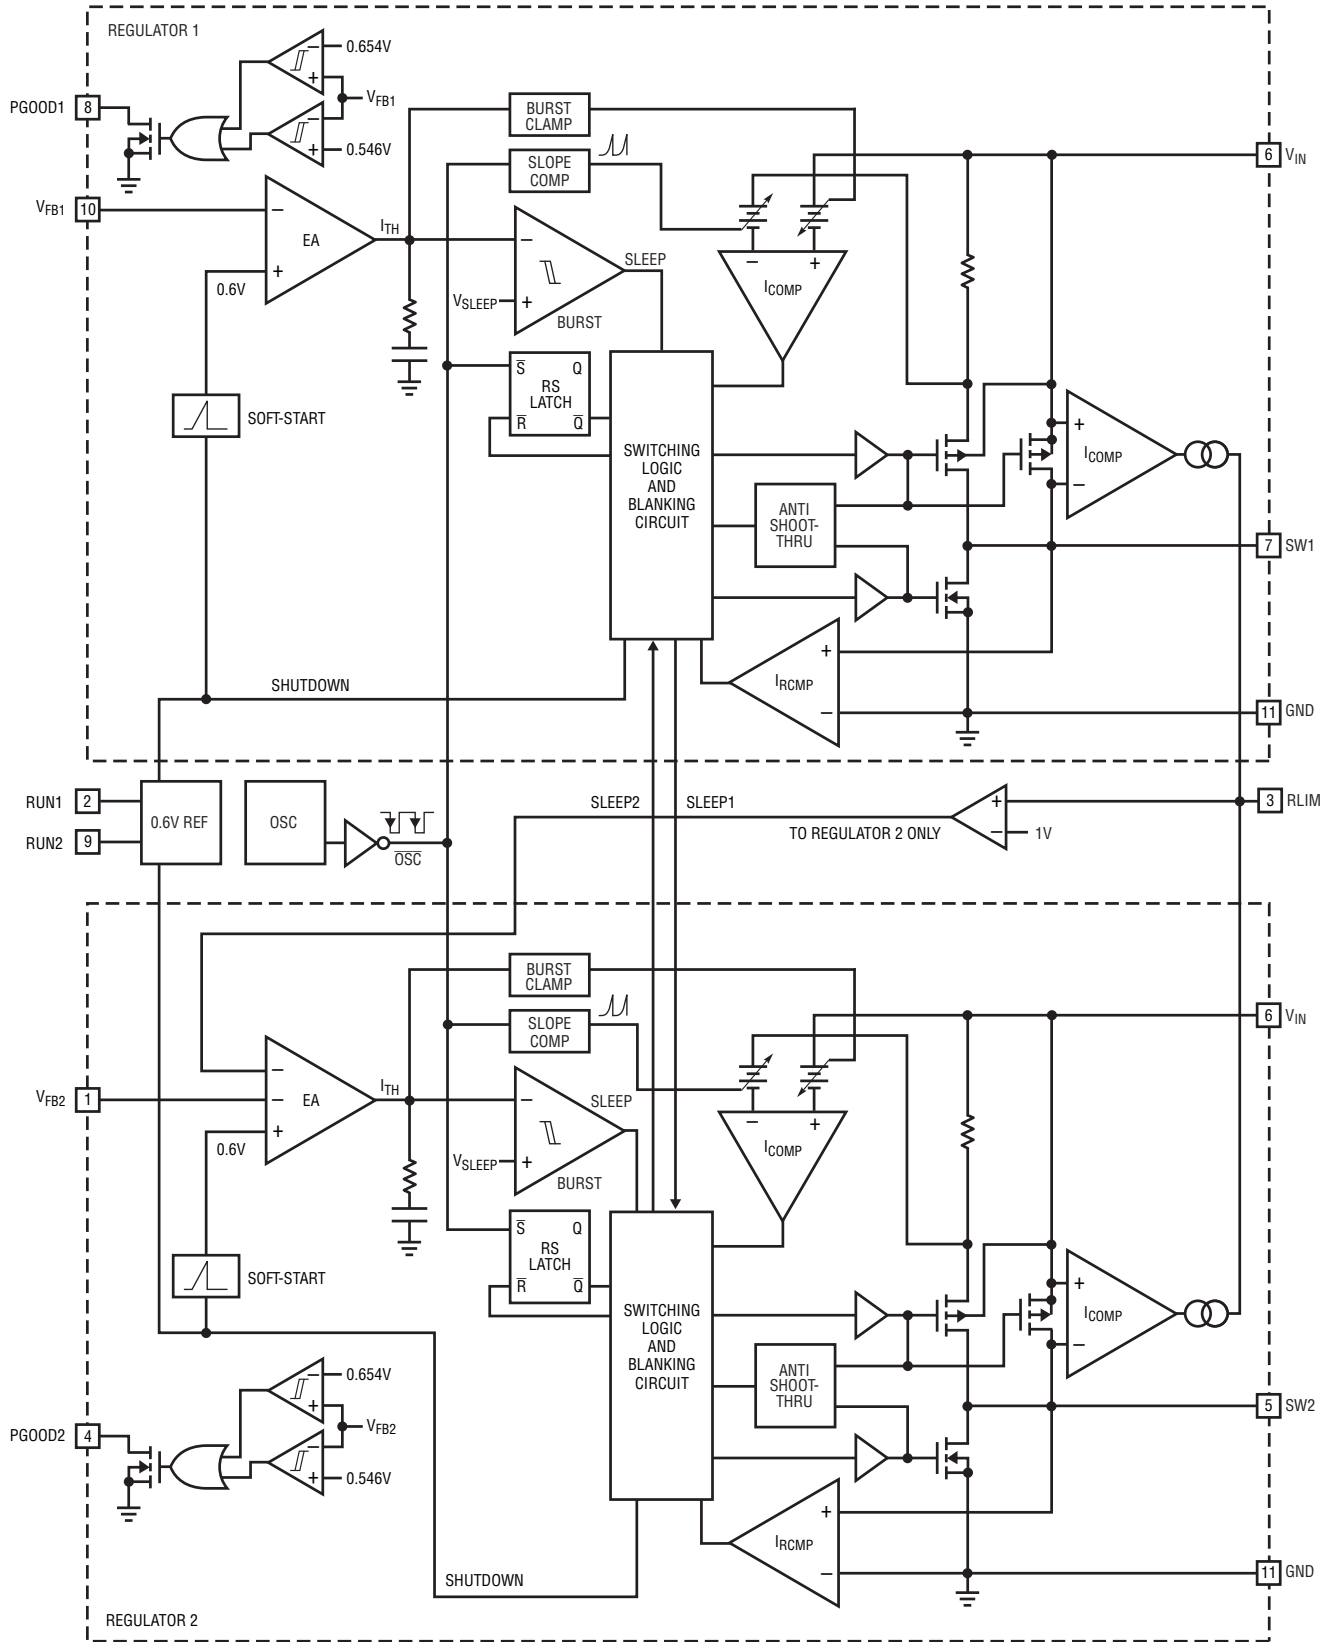 REGULATOR 1
0.654V
−
+
PGOOD1
8
VFB1
−
+
0.546V
BURST
CLAMP
SLOPE
COMP
6
VIN
VFB1
10
−
EA
+
0.6V
ITH
−
VSLEEP
+
BURST
SLEEP
−
+
ICOMP
S̅
Q
RS
LATCH
R̅
Q̅
SOFT-START
SWITCHING
LOGIC
AND
BLANKING
CIRCUIT
ANTI
SHOOT-
THRU
+
ICOMP
−
7
SW1
+
IRCMP
−
SHUTDOWN
11
GND
RUN1
2
RUN2
9
0.6V REF
OSC
O̅S̅C̅
SLEEP2
SLEEP1
TO REGULATOR 2 ONLY
+
−
1V
3
RLIM
BURST
CLAMP
SLOPE
COMP
6
VIN
VFB2
1
−
−
EA
+
0.6V
ITH
−
VSLEEP
+
BURST
SLEEP
−
+
ICOMP
S̅
Q
RS
LATCH
R̅
Q̅
SOFT-START
SWITCHING
LOGIC
AND
BLANKING
CIRCUIT
ANTI
SHOOT-
THRU
+
ICOMP
−
5
SW2
0.654V
−
+
PGOOD2
4
VFB2
−
+
0.546V
+
IRCMP
−
SHUTDOWN
11
GND
REGULATOR 2